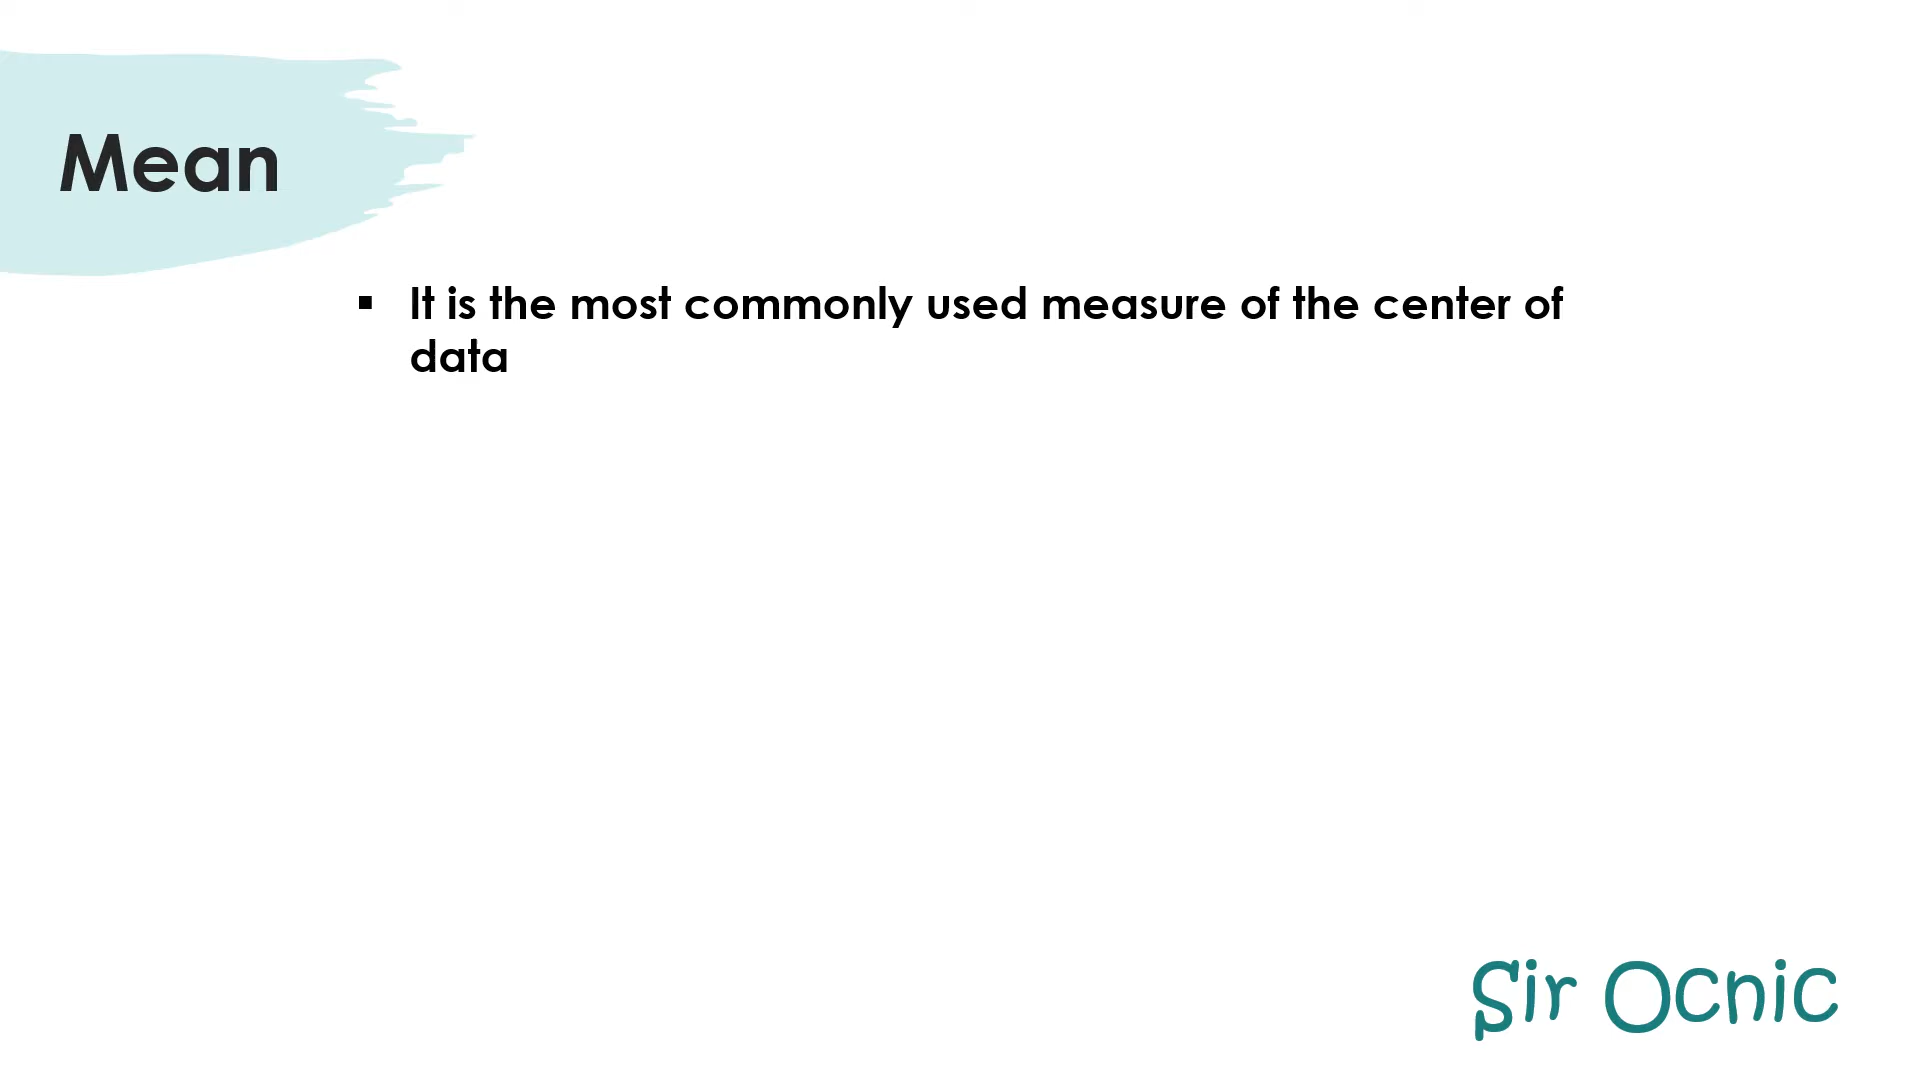 Mean
▪ It is the most commonly used measure of the center of
data
Sir Ocnic